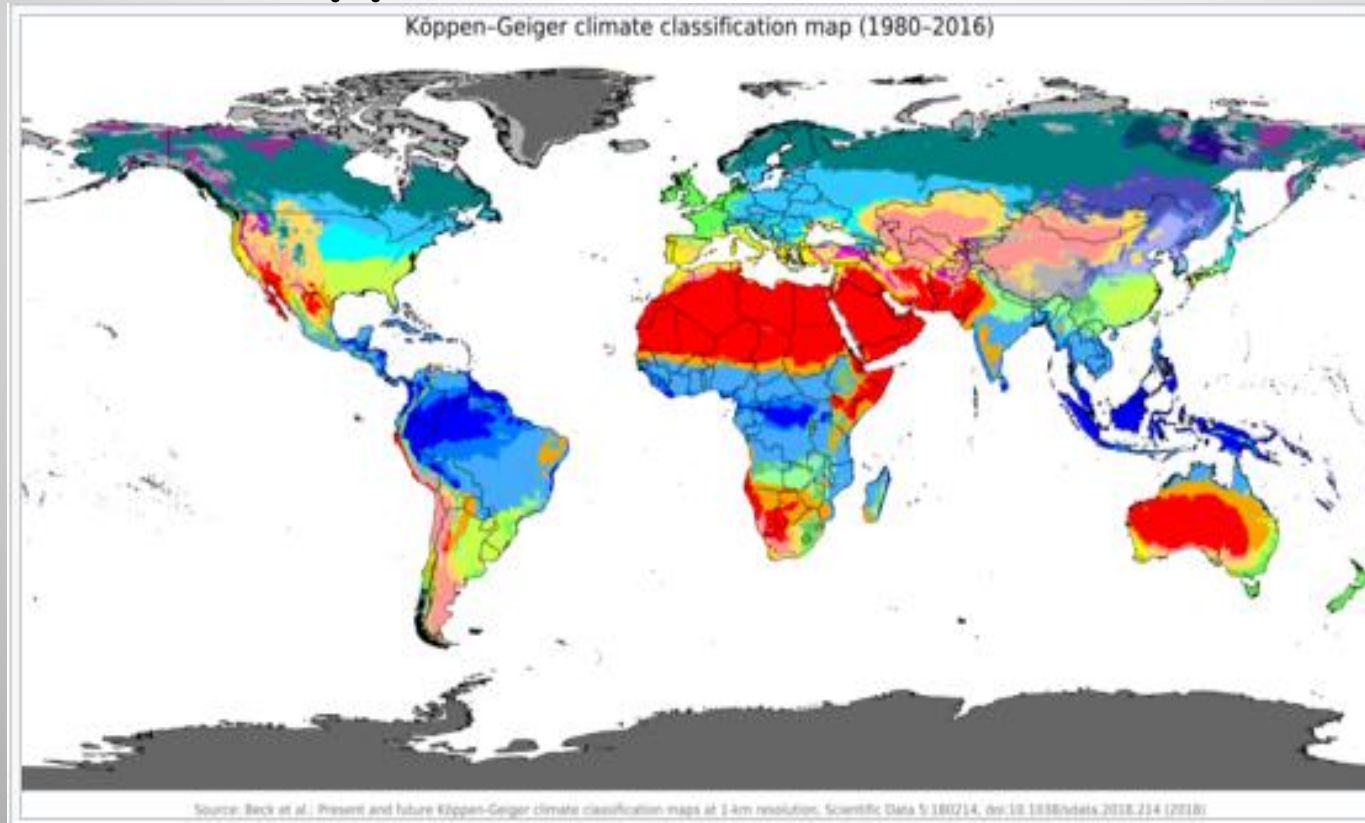 Köppen–Geiger climate classification map (1980–2016)
Source: Beck et al.: Present and future Köppen-Geiger climate classification maps at 1-km resolution, Scientific Data 5:180214, doi:10.1038/sdata.2018.214 (2018)